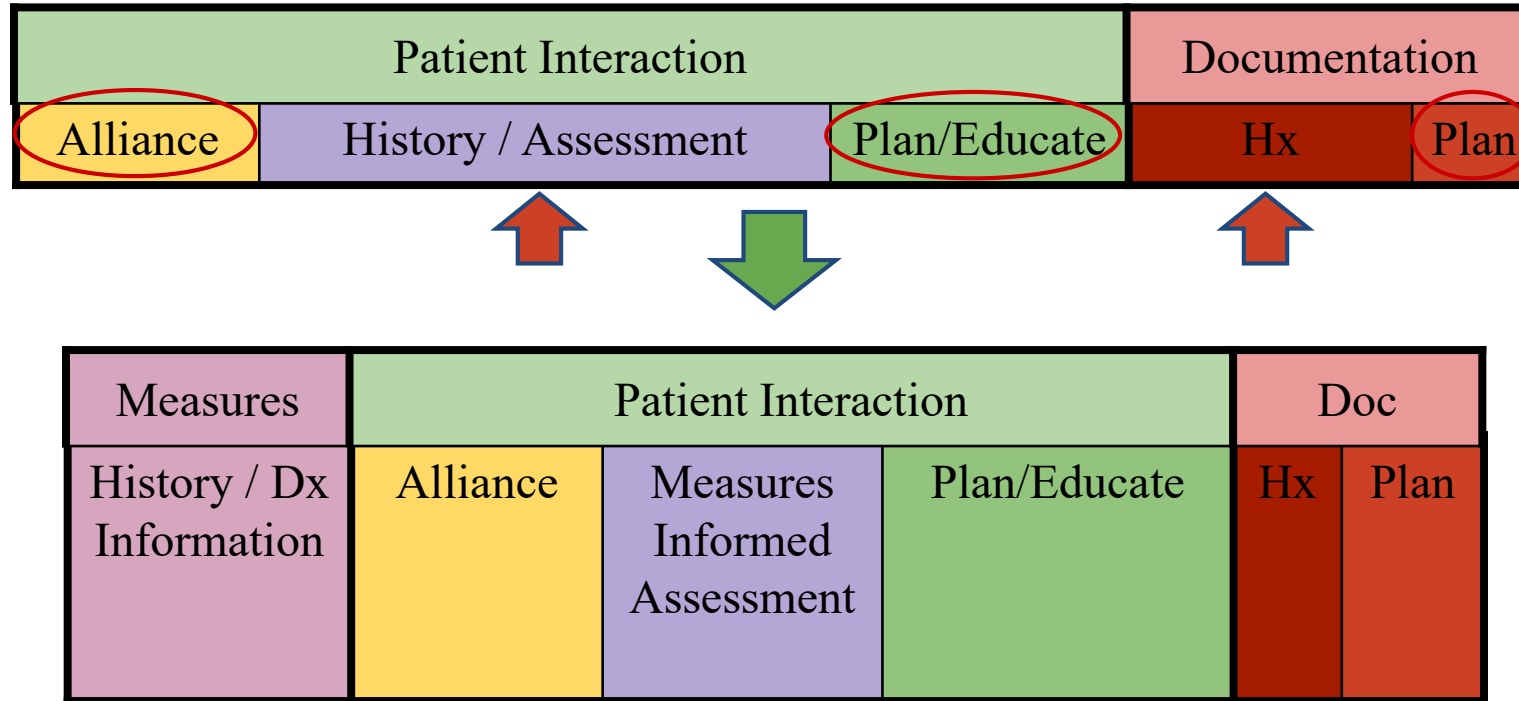 Patient Interaction
Documentation
Alliance
History / Assessment
Plan/Educate
Hx
Plan
Measures
Patient Interaction
Doc
History / Dx
Information
Alliance
Measures
Informed
Assessment
Plan/Educate
Hx
Plan